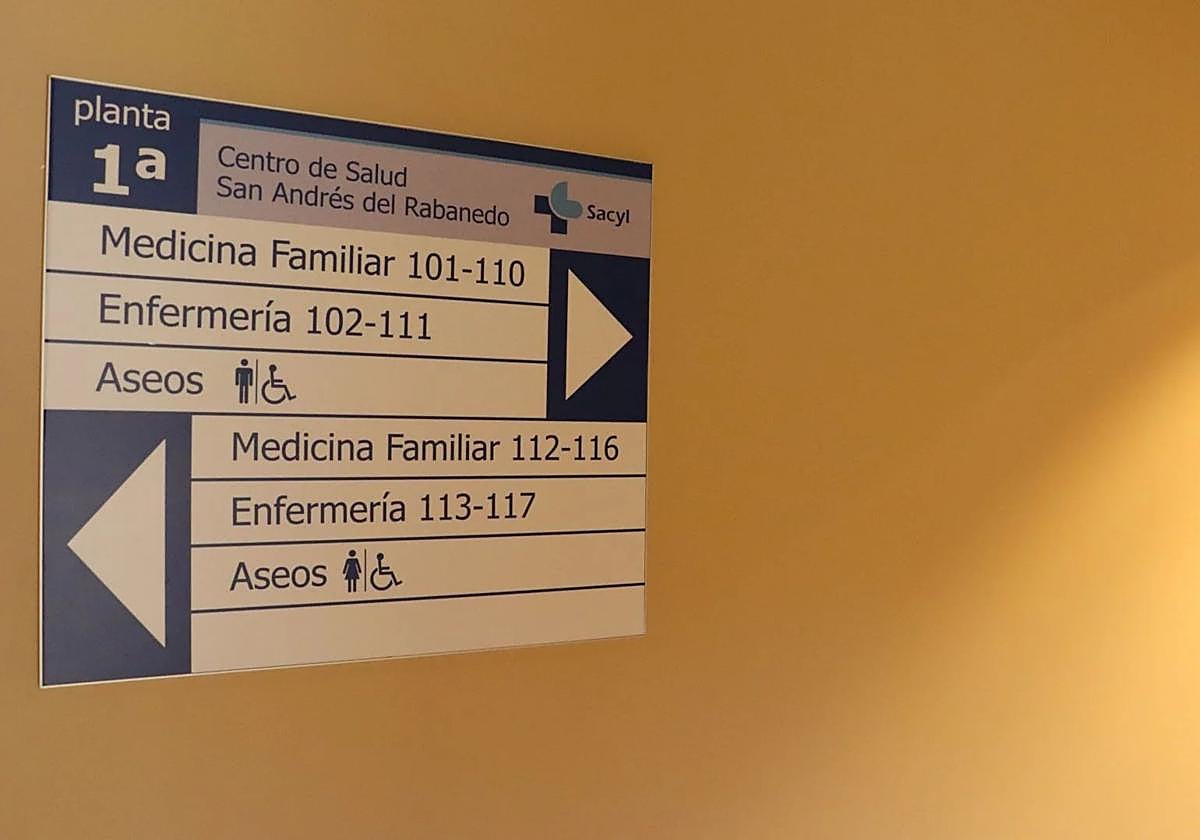 planta
1ª
Centro de Salud
San Andrés del Rabanedo
Sacyl
Medicina Familiar 101-110
Enfermería 102-111
Aseos
Medicina Familiar 112-116
Enfermería 113-117
Aseos